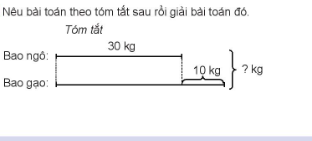 Nêu bài toán theo tóm tắt sau rồi giải bài toán đó.
Tóm tắt
30 kg
Bao ngô:
10 kg
? kg
Bao gạo: